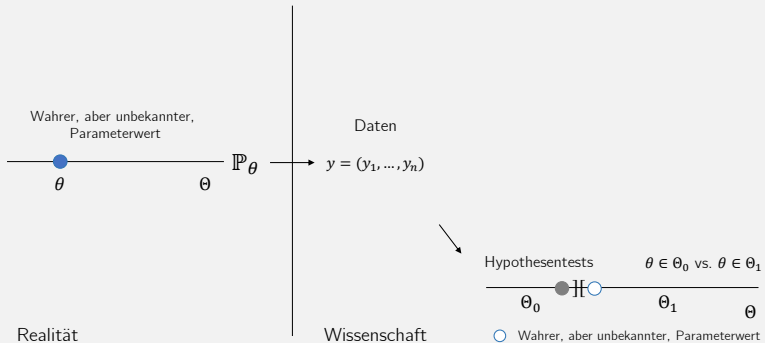 Wahrer, aber unbekannter,
Parameterwert
θ
Θ
ℙθ
Daten
y = (y₁, ... , yₙ)
Hypothesentests
θ ∈ Θ₀ vs. θ ∈ Θ₁
][
Θ₀
Θ₁
Θ
Wahrer, aber unbekannter, Parameterwert
Realität
Wissenschaft